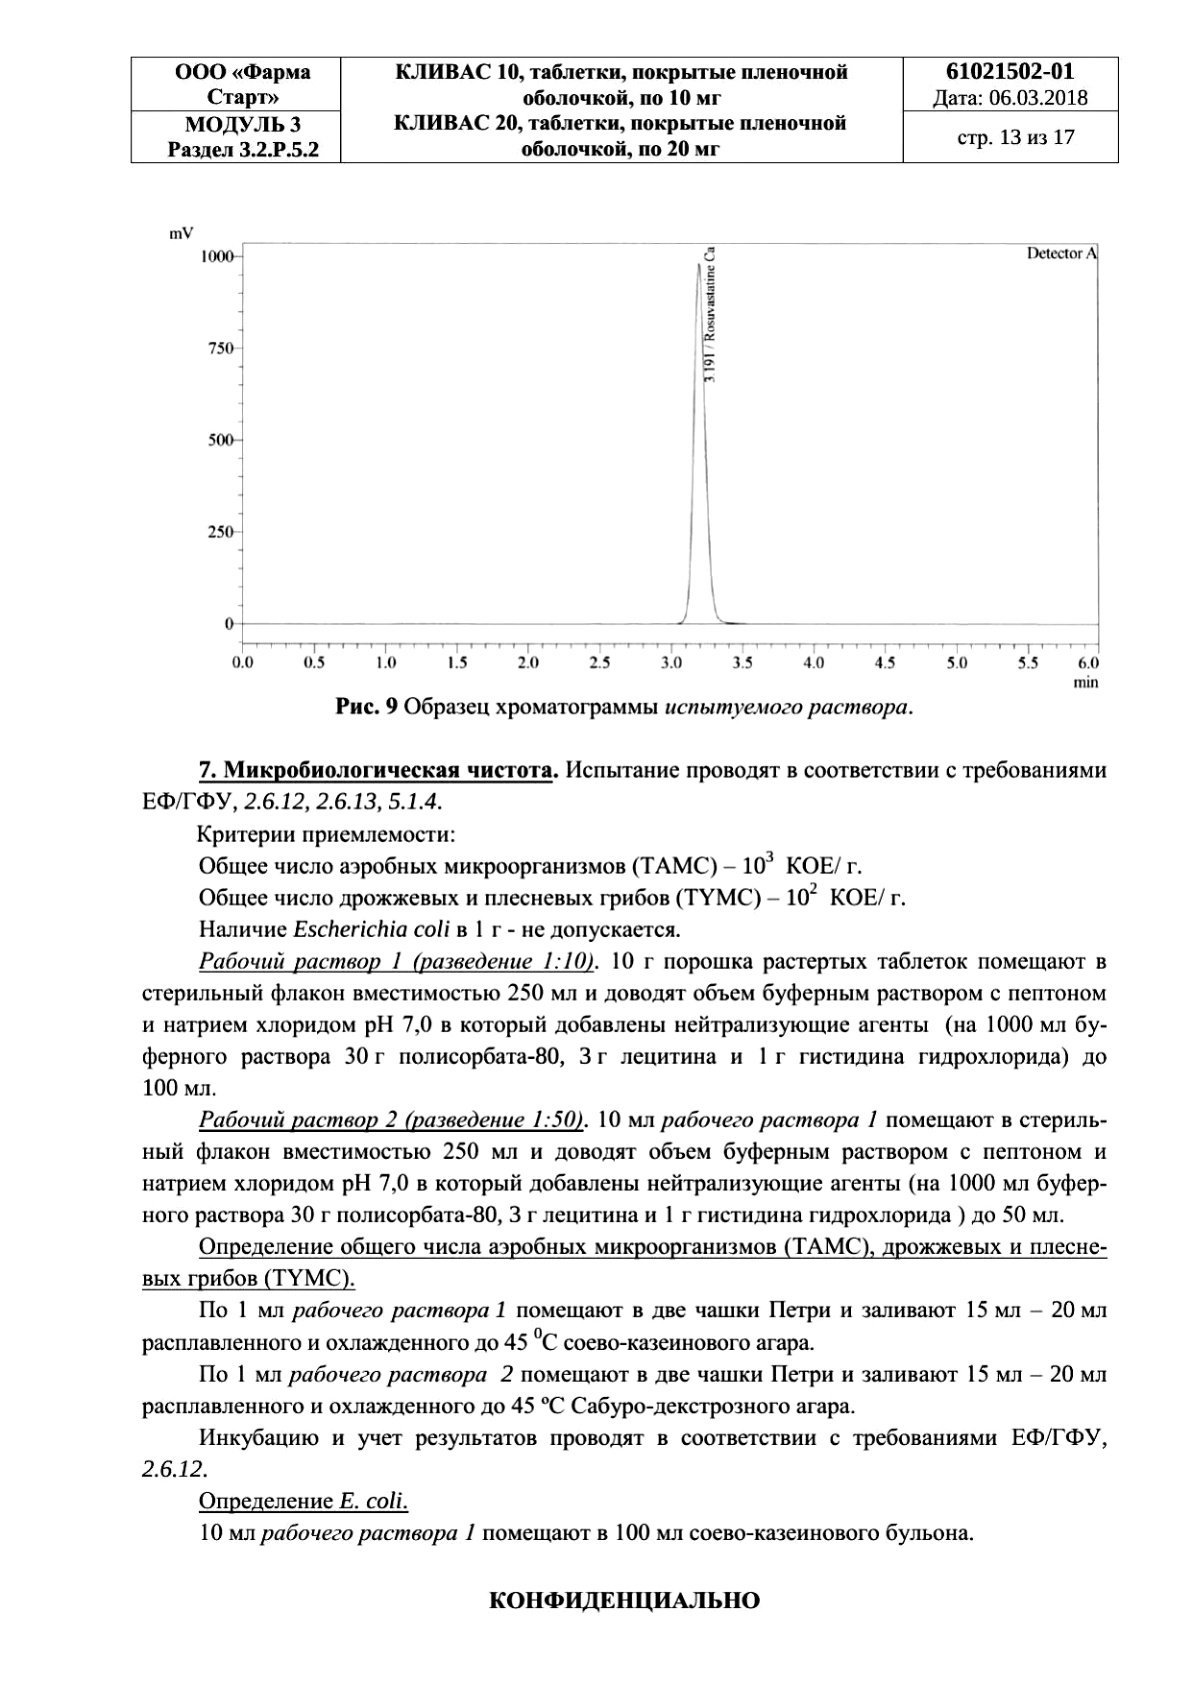 ООО «Фарма
Старт»
МОДУЛЬ 3
Раздел 3.2.P.5.2
КЛИВАС 10, таблетки, покрытые пленочной
оболочкой, по 10 мг
КЛИВАС 20, таблетки, покрытые пленочной
оболочкой, по 20 мг
61021502-01
Дата: 06.03.2018
стр. 13 из 17
mV
Detector A
1000
750
500
250
0
3.191 / Rosuvastatine Ca
0.0 0.5 1.0 1.5 2.0 2.5 3.0 3.5 4.0 4.5 5.0 5.5 6.0
min
Рис. 9 Образец хроматограммы испытуемого раствора.
7. Микробиологическая чистота. Испытание проводят в соответствии с требованиями
ЕФ/ГФУ, 2.6.12, 2.6.13, 5.1.4.
Критерии приемлемости:
Общее число аэробных микроорганизмов (TAMC) – 10³ КОЕ/ г.
Общее число дрожжевых и плесневых грибов (TYMC) – 10² КОЕ/ г.
Наличие Escherichia coli в 1 г - не допускается.
Рабочий раствор 1 (разведение 1:10). 10 г порошка растертых таблеток помещают в
стерильный флакон вместимостью 250 мл и доводят объем буферным раствором с пептоном
и натрием хлоридом pH 7,0 в который добавлены нейтрализующие агенты (на 1000 мл бу-
ферного раствора 30 г полисорбата-80, 3 г лецитина и 1 г гистидина гидрохлорида) до
100 мл.
Рабочий раствор 2 (разведение 1:50). 10 мл рабочего раствора 1 помещают в стериль-
ный флакон вместимостью 250 мл и доводят объем буферным раствором с пептоном и
натрием хлоридом pH 7,0 в который добавлены нейтрализующие агенты (на 1000 мл буфер-
ного раствора 30 г полисорбата-80, 3 г лецитина и 1 г гистидина гидрохлорида ) до 50 мл.
Определение общего числа аэробных микроорганизмов (TAMC), дрожжевых и плесне-
вых грибов (TYMC).
По 1 мл рабочего раствора 1 помещают в две чашки Петри и заливают 15 мл – 20 мл
расплавленного и охлажденного до 45 ⁰С соево-казеинового агара.
По 1 мл рабочего раствора 2 помещают в две чашки Петри и заливают 15 мл – 20 мл
расплавленного и охлажденного до 45 ºС Сабуро-декстрозного агара.
Инкубацию и учет результатов проводят в соответствии с требованиями ЕФ/ГФУ,
2.6.12.
Определение E. coli.
10 мл рабочего раствора 1 помещают в 100 мл соево-казеинового бульона.
КОНФИДЕНЦИАЛЬНО